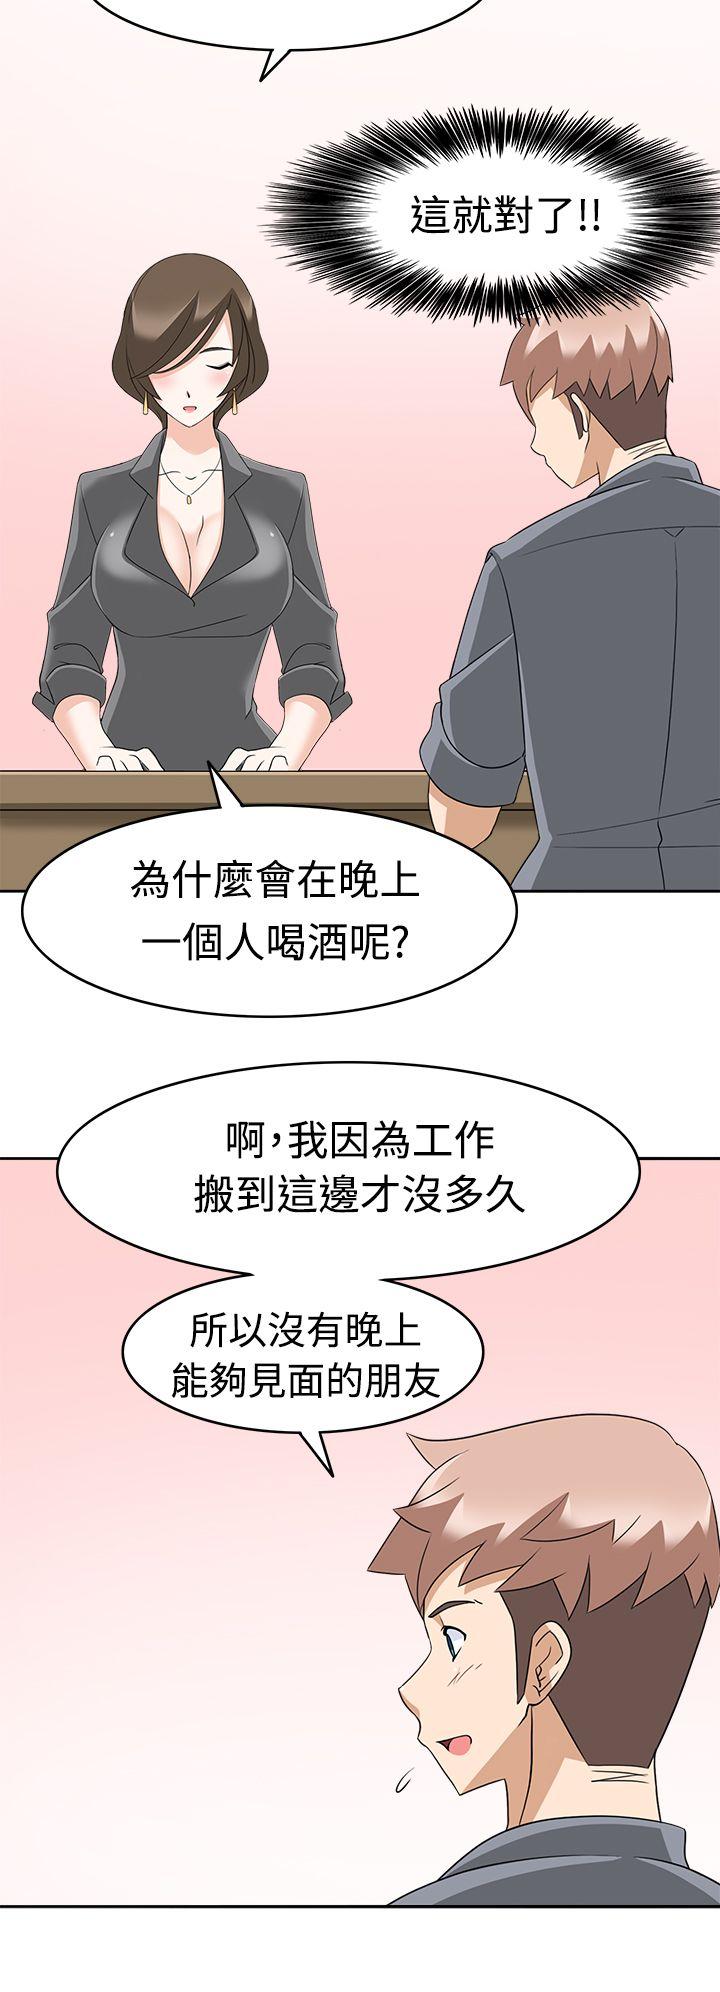 這就對了!!
為什麼會在晚上
一個人喝酒呢?
啊,我因為工作
搬到這邊才沒多久
所以沒有晚上
能夠見面的朋友